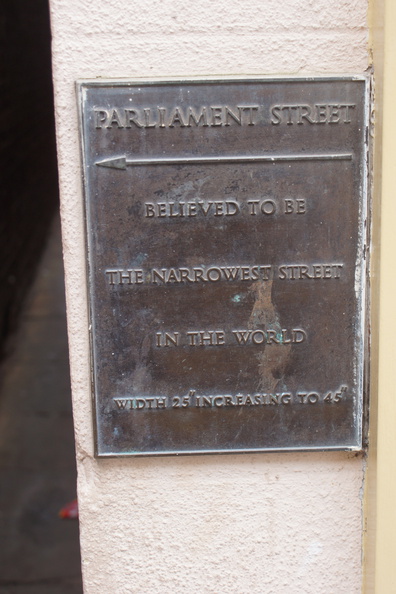 PARLIAMENT STREET
BELIEVED TO BE
THE NARROWEST STREET
IN THE WORLD
WIDTH 25" INCREASING TO 45"